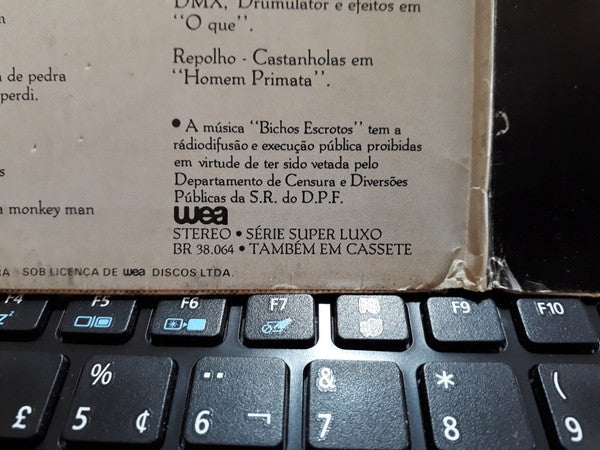 DMX, Drumulator e efeitos em
"O que".
Repolho - Castanholas em
"Homem Primata".
de pedra
perdi.
• A música "Bichos Escrotos" tem a
rádiodifusão e execução pública proibidas
em virtude de ter sido vetada pelo
Departamento de Censura e Diversões
Públicas da S.R. do D.P.F.
a monkey man
wea
STEREO • SÉRIE SUPER LUXO
BR 38.064 • TAMBÉM EM CASSETE
SOB LICENÇA DE wea DISCOS LTDA.
F4 F5 F6 F7 F9 F10
Zz
% & * (
£ 5 ¢ 6 ¨ ¬ 7 8 9